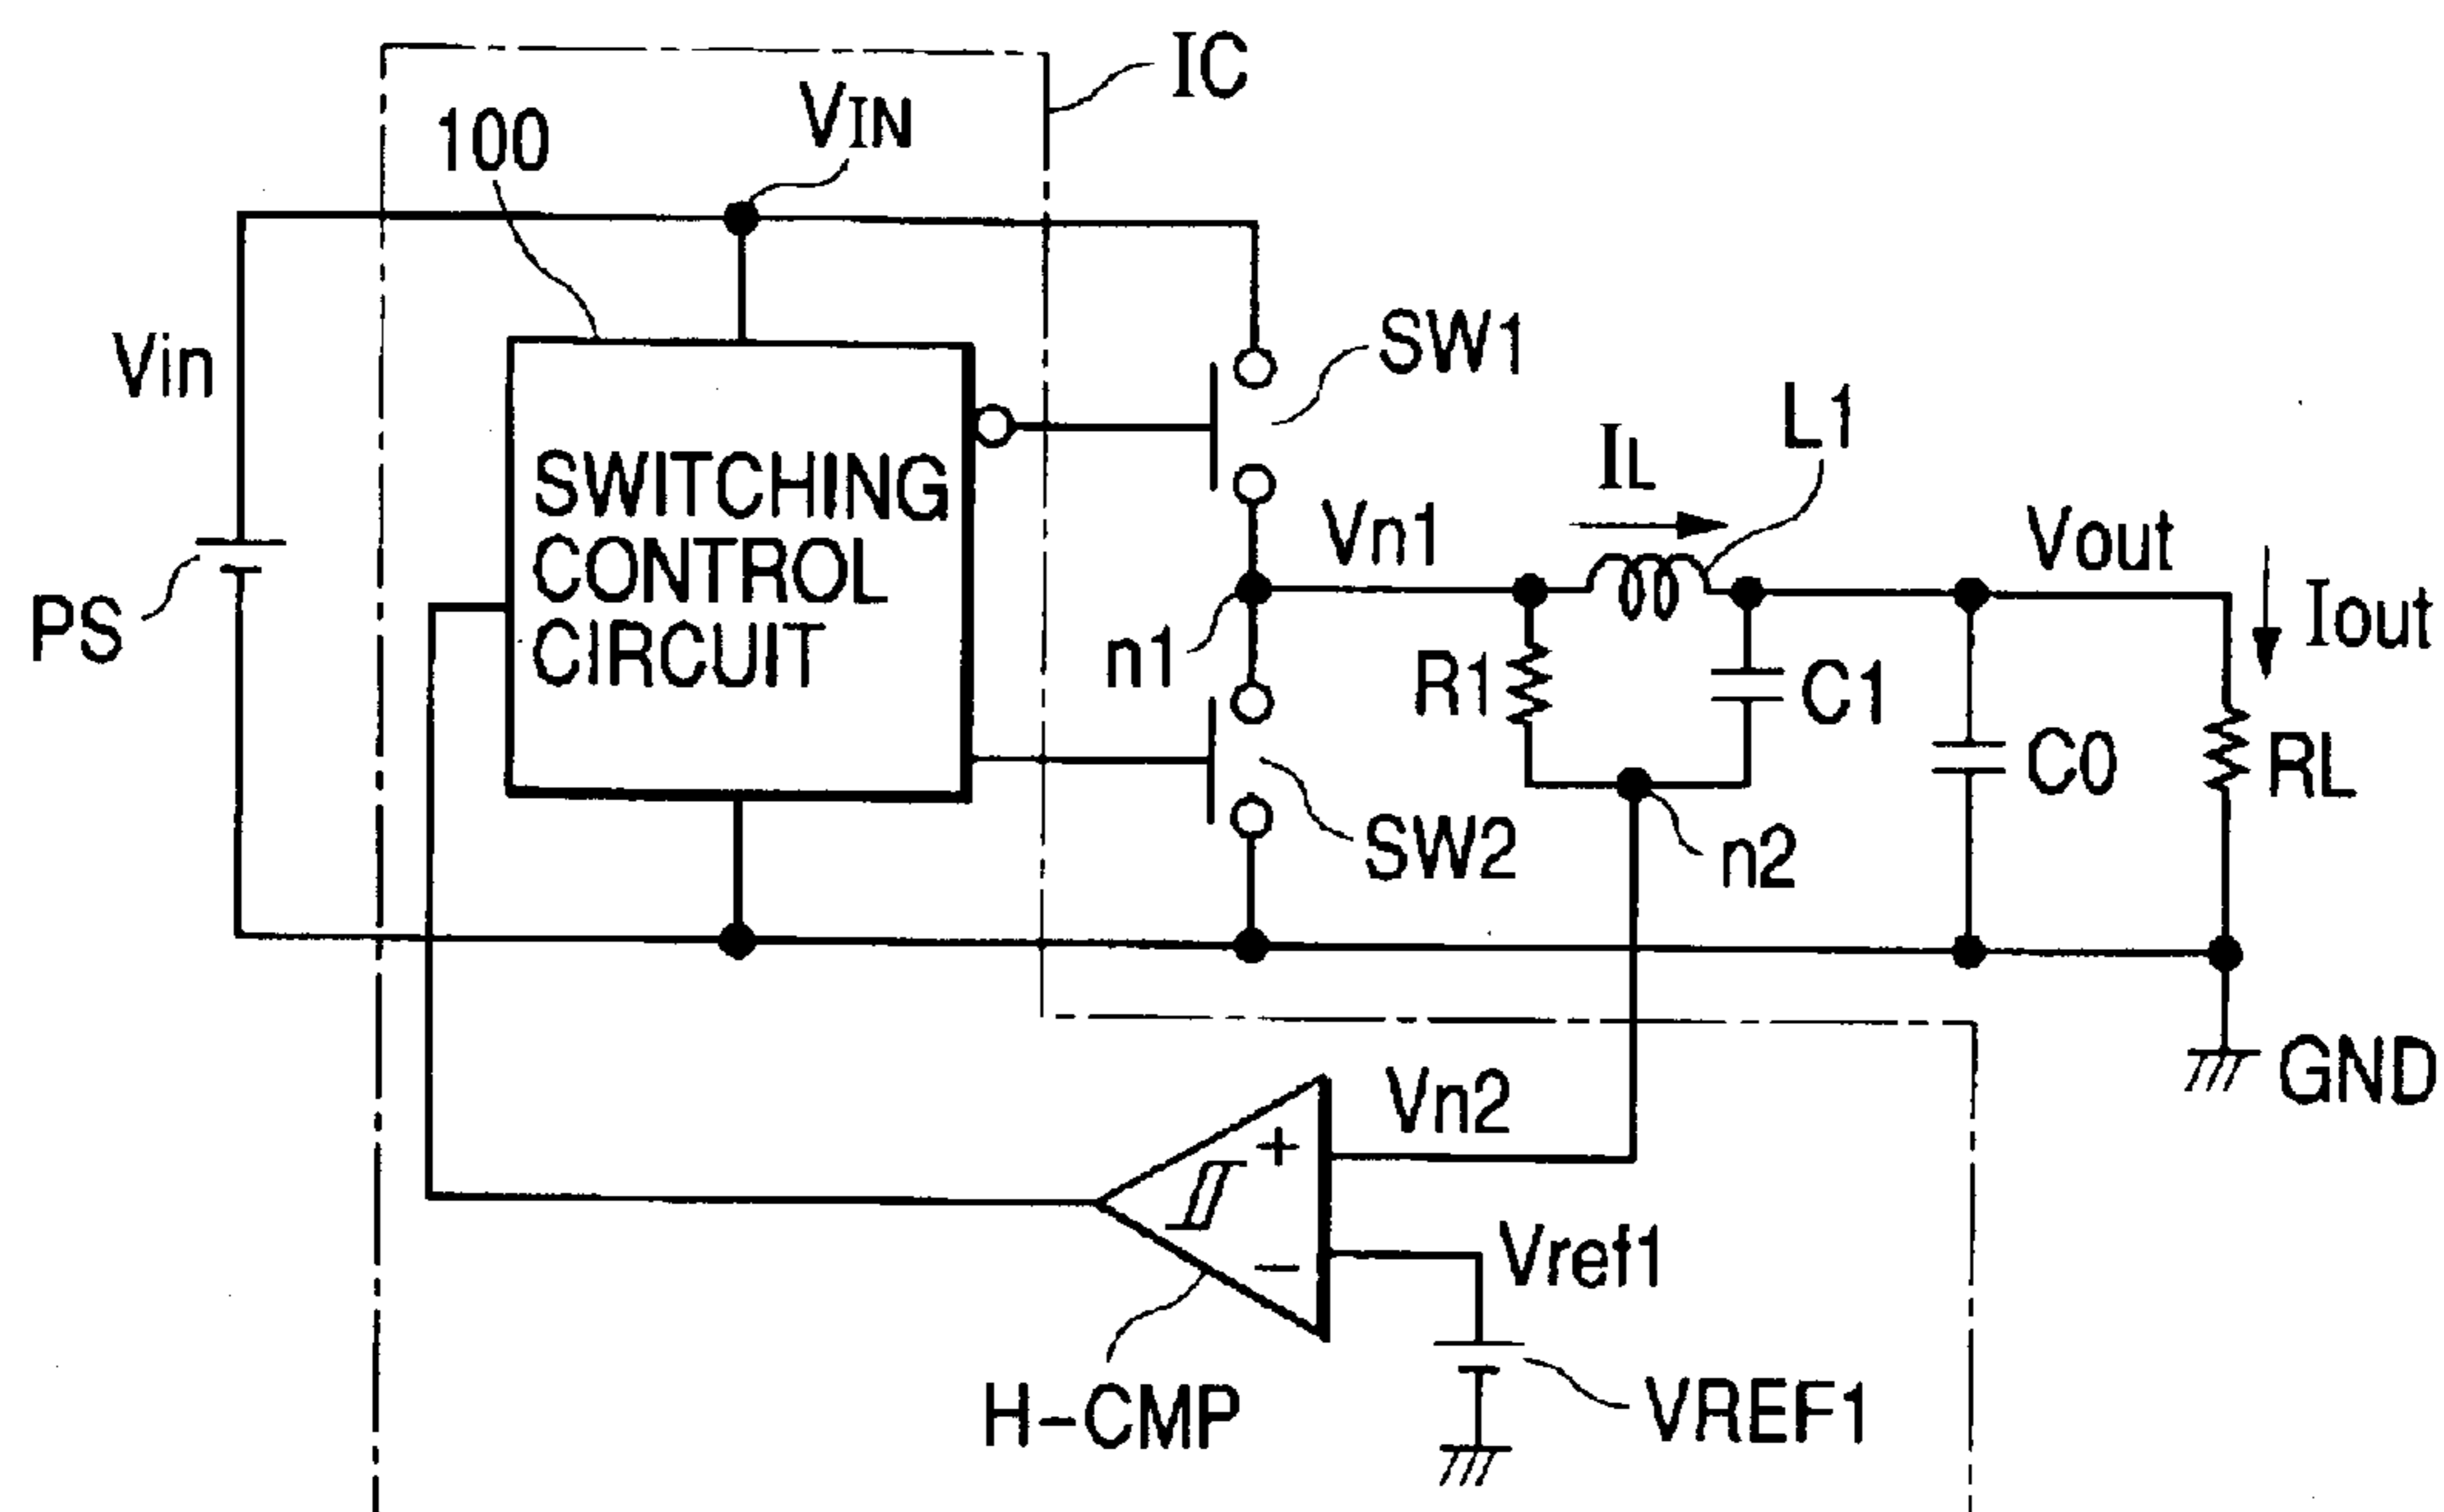 IC
VIN
100
SW1
Vin
L1
IL
SWITCHING
CONTROL
CIRCUIT
Vn1
Vout
Iout
PS
n1
R1
C1
C0
RL
SW2
n2
GND
Vn2
+
Vref1
−
H-CMP
VREF1